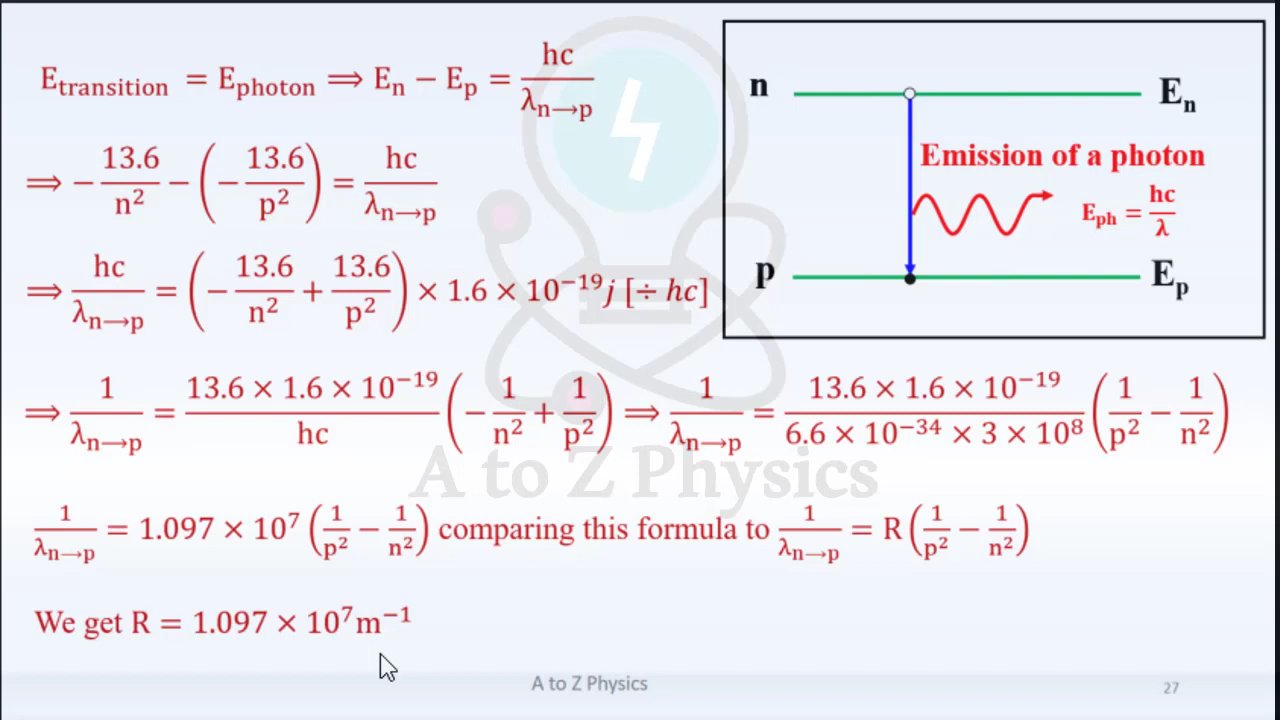 E_transition = E_photon ⟹ E_n − E_p = hc/λ_n→p
⟹ − 13.6/n² − (− 13.6/p²) = hc/λ_n→p
⟹ hc/λ_n→p = (− 13.6/n² + 13.6/p²) × 1.6 × 10⁻¹⁹ j [÷ hc]
⟹ 1/λ_n→p = 13.6 × 1.6 × 10⁻¹⁹/hc (− 1/n² + 1/p²) ⟹ 1/λ_n→p = 13.6 × 1.6 × 10⁻¹⁹/6.6 × 10⁻³⁴ × 3 × 10⁸ (1/p² − 1/n²)
1/λ_n→p = 1.097 × 10⁷ (1/p² − 1/n²) comparing this formula to 1/λ_n→p = R (1/p² − 1/n²)
We get R = 1.097 × 10⁷ m⁻¹
n E_n
Emission of a photon
E_ph = hc/λ
p E_p
A to Z Physics
A to Z Physics
27